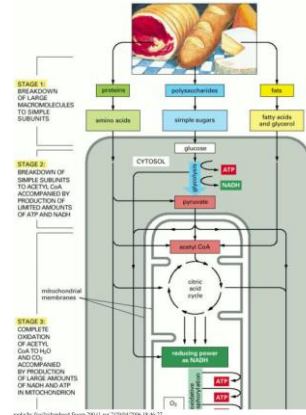 STAGE 1:
BREAKDOWN
OF LARGE
MACROMOLECULES
TO SIMPLE
SUBUNITS
proteins
polysaccharides
fats
amino acids
simple sugars
fatty acids
and glycerol
STAGE 2:
BREAKDOWN OF
SIMPLE SUBUNITS
TO ACETYL CoA
ACCOMPANIED BY
PRODUCTION OF
LIMITED AMOUNTS
OF ATP AND NADH
CYTOSOL
glucose
glycolysis
ATP
NADH
pyruvate
acetyl CoA
citric
acid
cycle
mitochondrial
membranes
STAGE 3:
COMPLETE
OXIDATION
OF ACETYL
CoA TO H2O
AND CO2
ACCOMPANIED
BY PRODUCTION
OF LARGE AMOUNTS
OF NADH AND ATP
IN MITOCHONDRION
reducing power
as NADH
O2
oxidative
phosphorylation
ATP
ATP